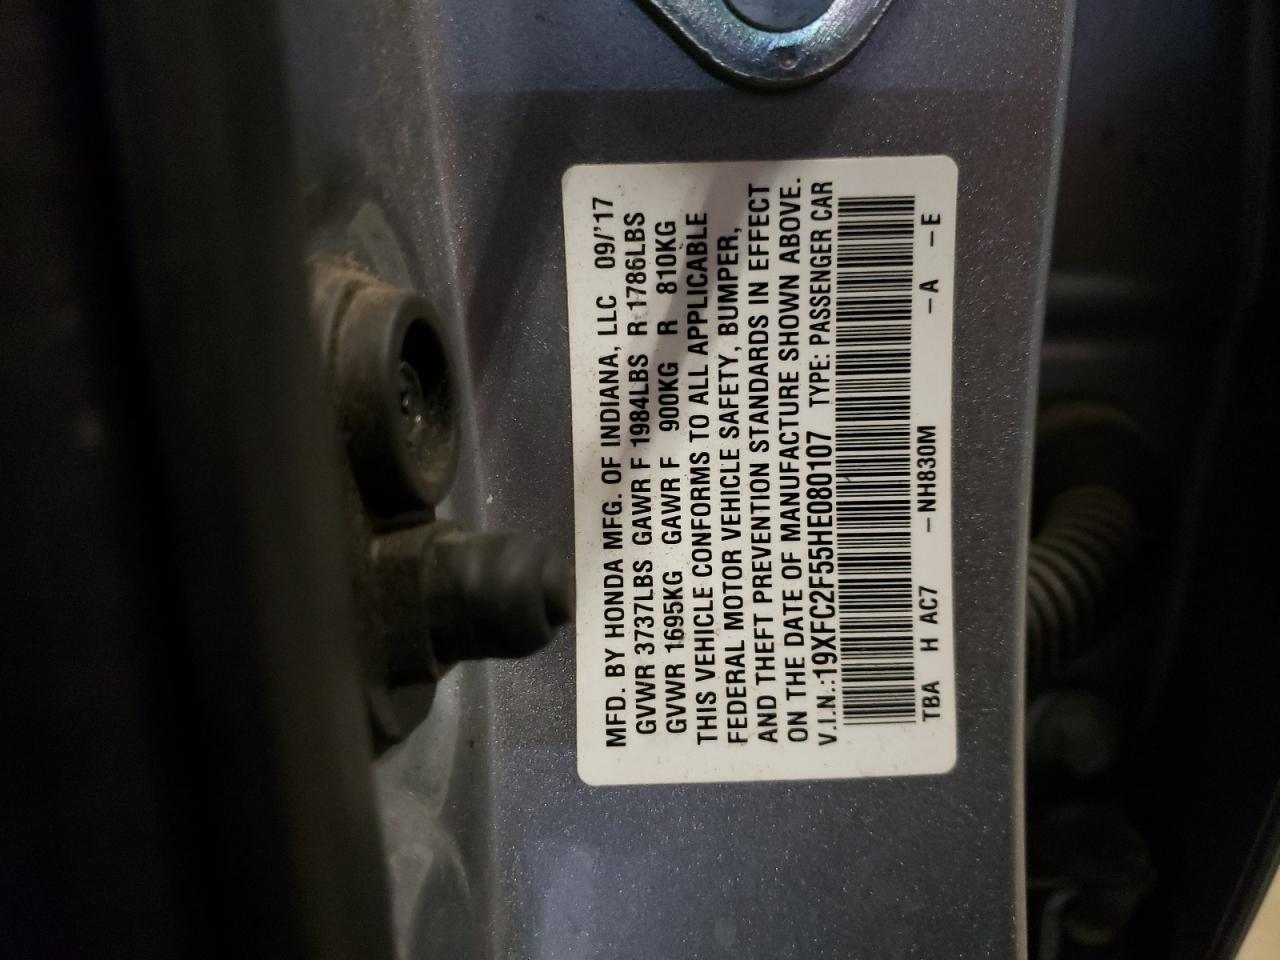 MFD. BY HONDA MFG. OF INDIANA, LLC 09/'17
GVWR 3737LBS GAWR F 1984LBS R 1786LBS
GVWR 1695KG GAWR F 900KG R 810KG
THIS VEHICLE CONFORMS TO ALL APPLICABLE
FEDERAL MOTOR VEHICLE SAFETY, BUMPER,
AND THEFT PREVENTION STANDARDS IN EFFECT
ON THE DATE OF MANUFACTURE SHOWN ABOVE.
V.I.N.:19XFC2F55HE080107 TYPE: PASSENGER CAR
TBA H AC7 –NH830M –A –E